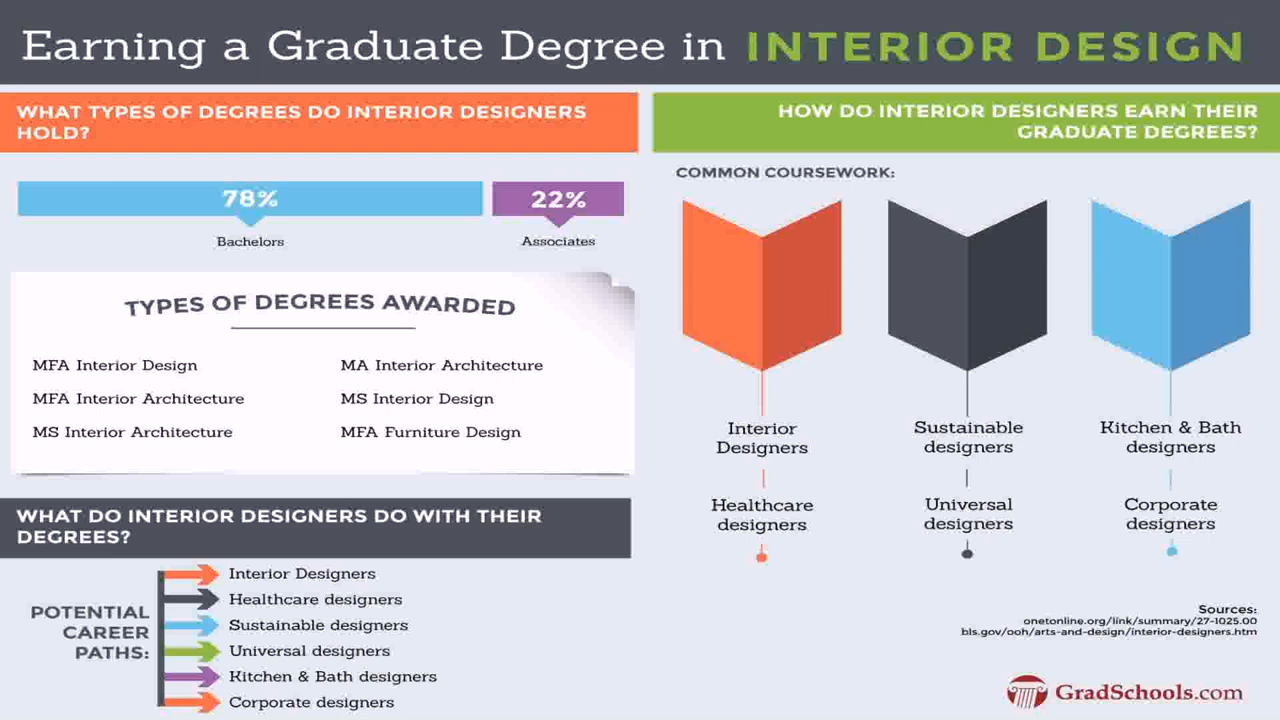 Earning a Graduate Degree in INTERIOR DESIGN
WHAT TYPES OF DEGREES DO INTERIOR DESIGNERS
HOLD?
78%
22%
Bachelors
Associates
TYPES OF DEGREES AWARDED
MFA Interior Design
MA Interior Architecture
MFA Interior Architecture
MS Interior Design
MS Interior Architecture
MFA Furniture Design
WHAT DO INTERIOR DESIGNERS DO WITH THEIR
DEGREES?
POTENTIAL
CAREER
PATHS:
Interior Designers
Healthcare designers
Sustainable designers
Universal designers
Kitchen & Bath designers
Corporate designers
HOW DO INTERIOR DESIGNERS EARN THEIR
GRADUATE DEGREES?
COMMON COURSEWORK:
Interior
Designers
Sustainable
designers
Kitchen & Bath
designers
Healthcare
designers
Universal
designers
Corporate
designers
Sources:
onetonline.org/link/summary/27-1025.00
bls.gov/ooh/arts-and-design/interior-designers.htm
GradSchools.com